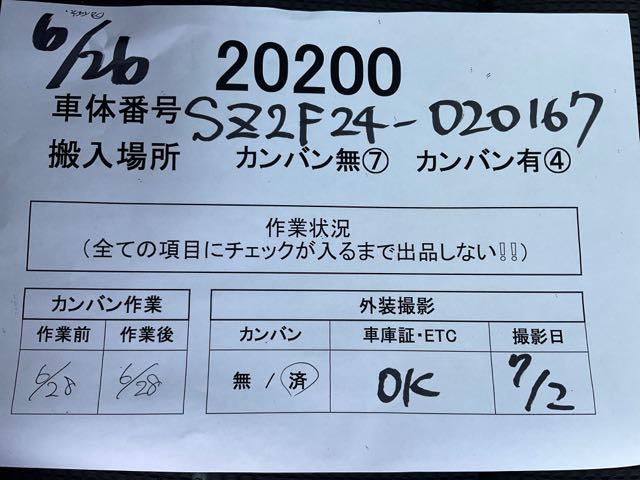 6/26 20200
車体番号 SZ2F24-020167
搬入場所 カンバン無⑦ カンバン有④
作業状況
(全ての項目にチェックが入るまで出品しない!!)
カンバン作業 外装撮影
作業前 作業後 カンバン 車庫証・ETC 撮影日
6/28 6/28 無 / 済 OK 7/2